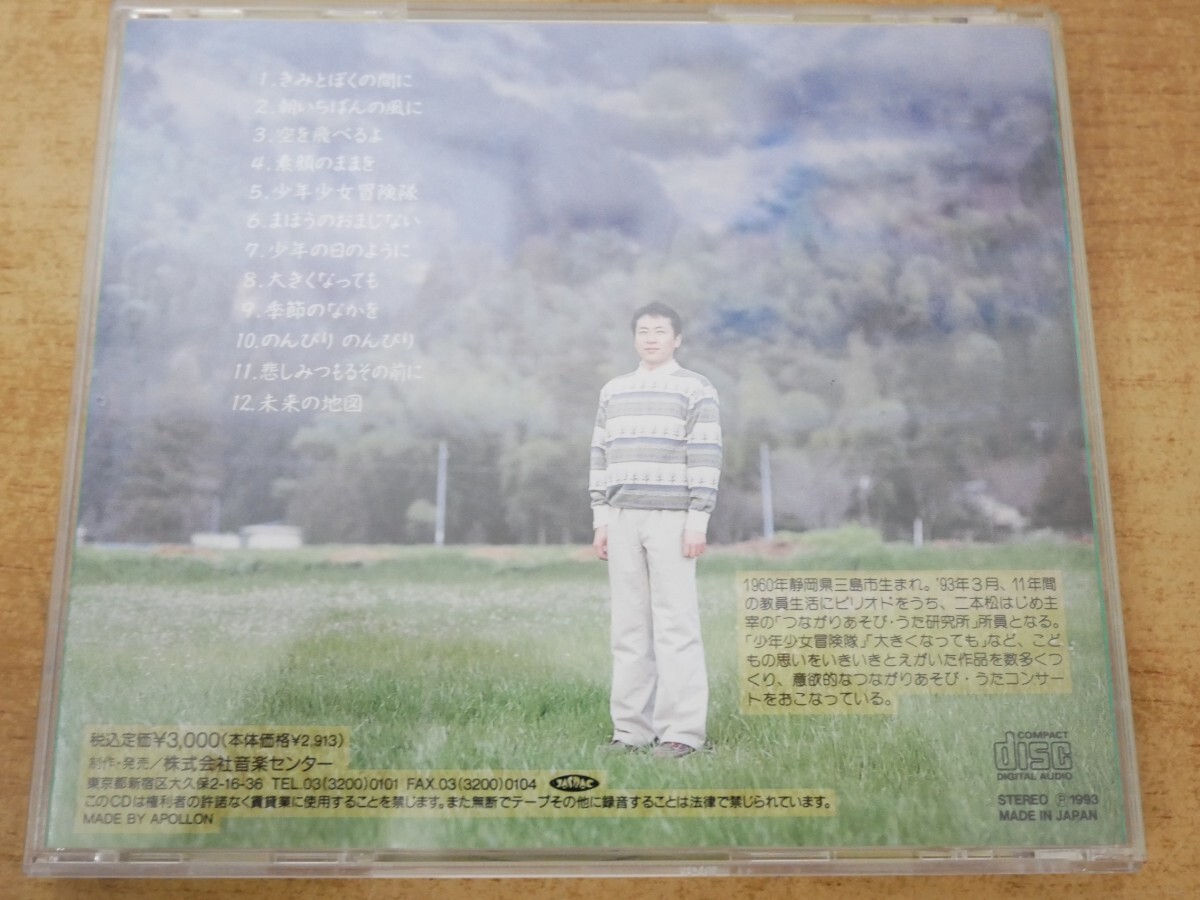 1. きみとぼくの間に
2. 朝いちばんの風に
3. 空を飛べるよ
4. 素顔のままを
5. 少年少女冒険隊
6. まほうのおまじない
7. 少年の日のように
8. 大きくなっても
9. 季節のなかを
10. のんびり のんびり
11. 悲しみつもるその前に
12. 未来の地図
1960年静岡県三島市生まれ。'93年3月、11年間
の教員生活にピリオドをうち、二本松はじめ主
宰の「つながりあそび・うた研究所」所員となる。
「少年少女冒険隊」「大きくなっても」など、こど
もの思いをいきいきとえがいた作品を数多くつ
くり、意欲的なつながりあそび・うたコンサー
トをおこなっている。
税込定価¥3,000(本体価格¥2,913)
制作・発売/株式会社音楽センター
東京都新宿区大久保2-16-36 TEL.03(3200)0101 FAX.03(3200)0104 JASRAC
このCDは権利者の許諾なく賃貸業に使用することを禁じます。また無断でテープその他に録音することは法律で禁じられています。
MADE BY APOLLON
COMPACT
disc
DIGITAL AUDIO
STEREO Ⓟ1993
MADE IN JAPAN